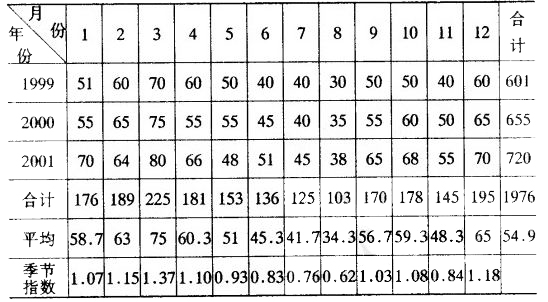 月份 年份 1 2 3 4 5 6 7 8 9 10 11 12 合计
1999 51 60 70 60 50 40 40 30 50 50 40 60 601
2000 55 65 75 55 55 45 40 35 55 60 50 65 655
2001 70 64 80 66 48 51 45 38 65 68 55 70 720
合计 176 189 225 181 153 136 125 103 170 178 145 195 1976
平均 58.7 63 75 60.3 51 45.3 41.7 34.3 56.7 59.3 48.3 65 54.9
季节指数 1.07 1.15 1.37 1.10 0.93 0.83 0.76 0.62 1.03 1.08 0.84 1.18